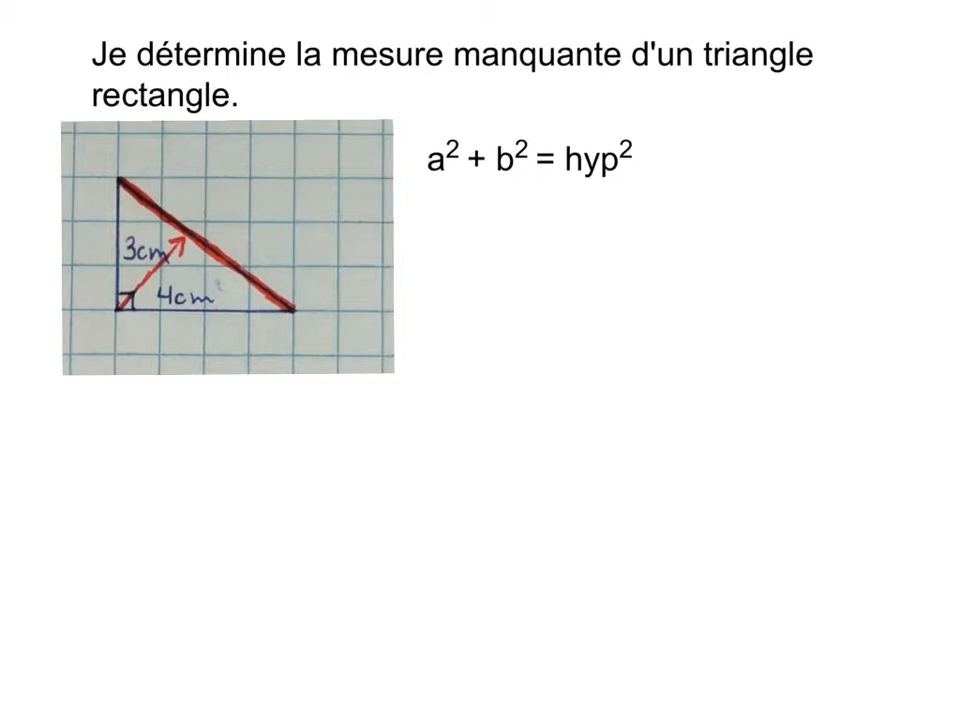 Je détermine la mesure manquante d'un triangle
rectangle.
a² + b² = hyp²
3cm
4cm